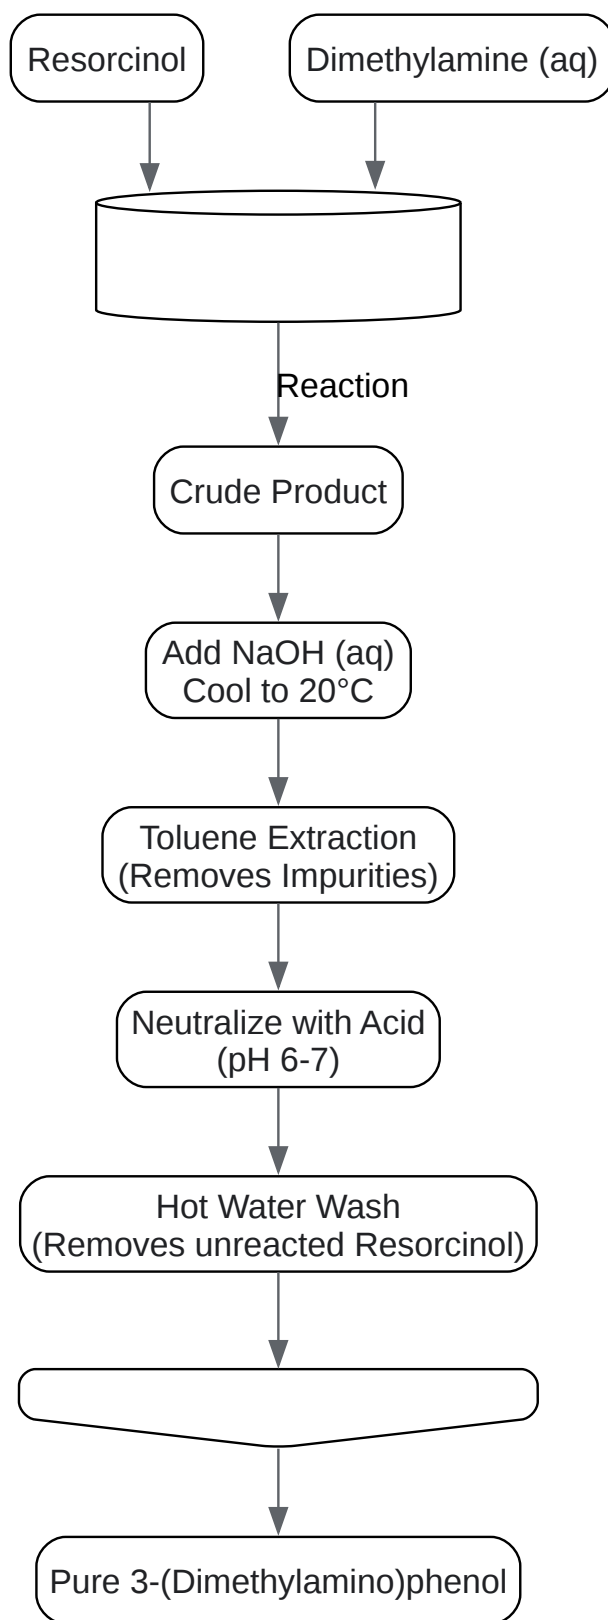 Resorcinol
Dimethylamine (aq)
Reaction
Crude Product
Add NaOH (aq)
Cool to 20°C
Toluene Extraction
(Removes Impurities)
Neutralize with Acid
(pH 6-7)
Hot Water Wash
(Removes unreacted Resorcinol)
Pure 3-(Dimethylamino)phenol